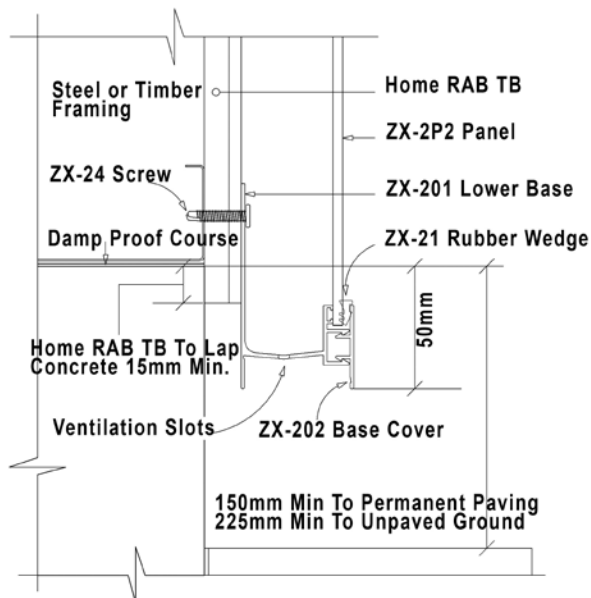 Steel or Timber
Framing
Home RAB TB
ZX-2P2 Panel
ZX-24 Screw
ZX-201 Lower Base
Damp Proof Course
ZX-21 Rubber Wedge
50mm
Home RAB TB To Lap
Concrete 15mm Min.
Ventilation Slots
ZX-202 Base Cover
150mm Min To Permanent Paving
225mm Min To Unpaved Ground